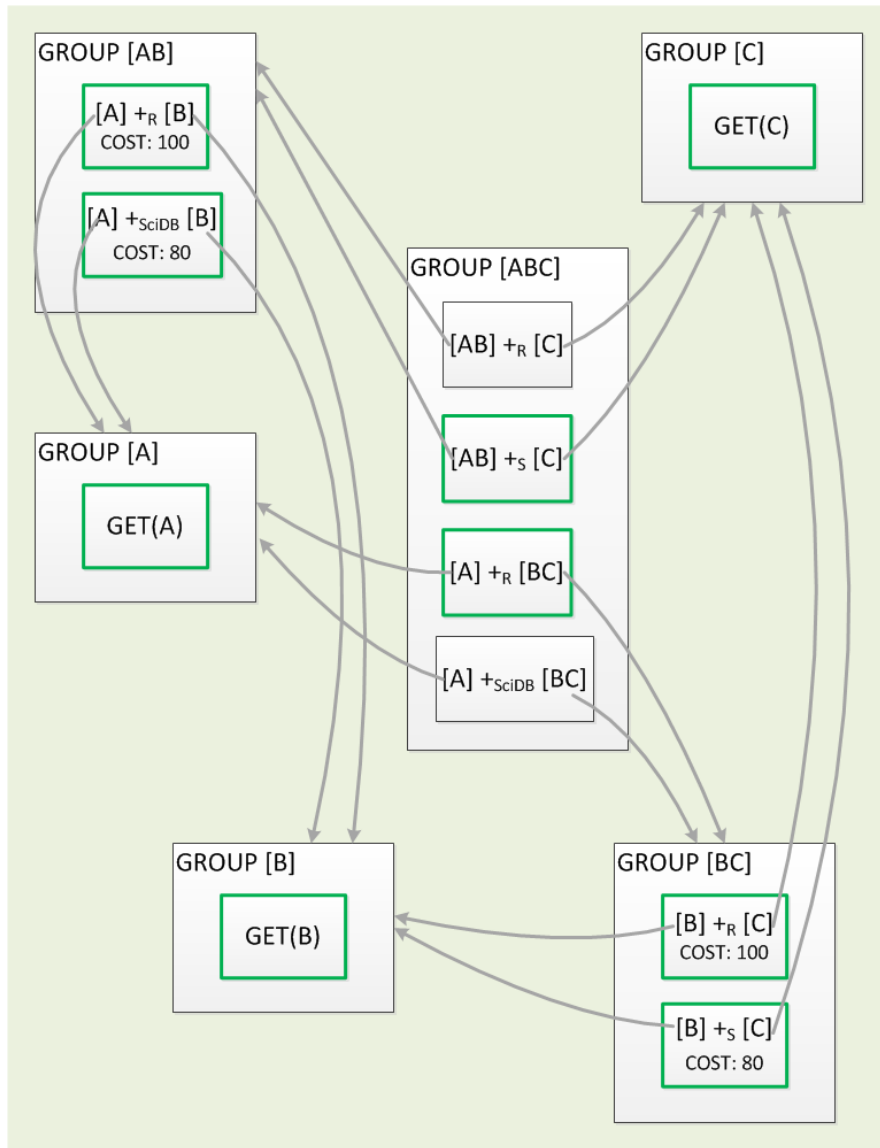 GROUP [AB]
[A] +R [B]
COST: 100
[A] +SciDB [B]
COST: 80
GROUP [C]
GET(C)
GROUP [ABC]
[AB] +R [C]
[AB] +S [C]
[A] +R [BC]
[A] +SciDB [BC]
GROUP [A]
GET(A)
GROUP [B]
GET(B)
GROUP [BC]
[B] +R [C]
COST: 100
[B] +S [C]
COST: 80